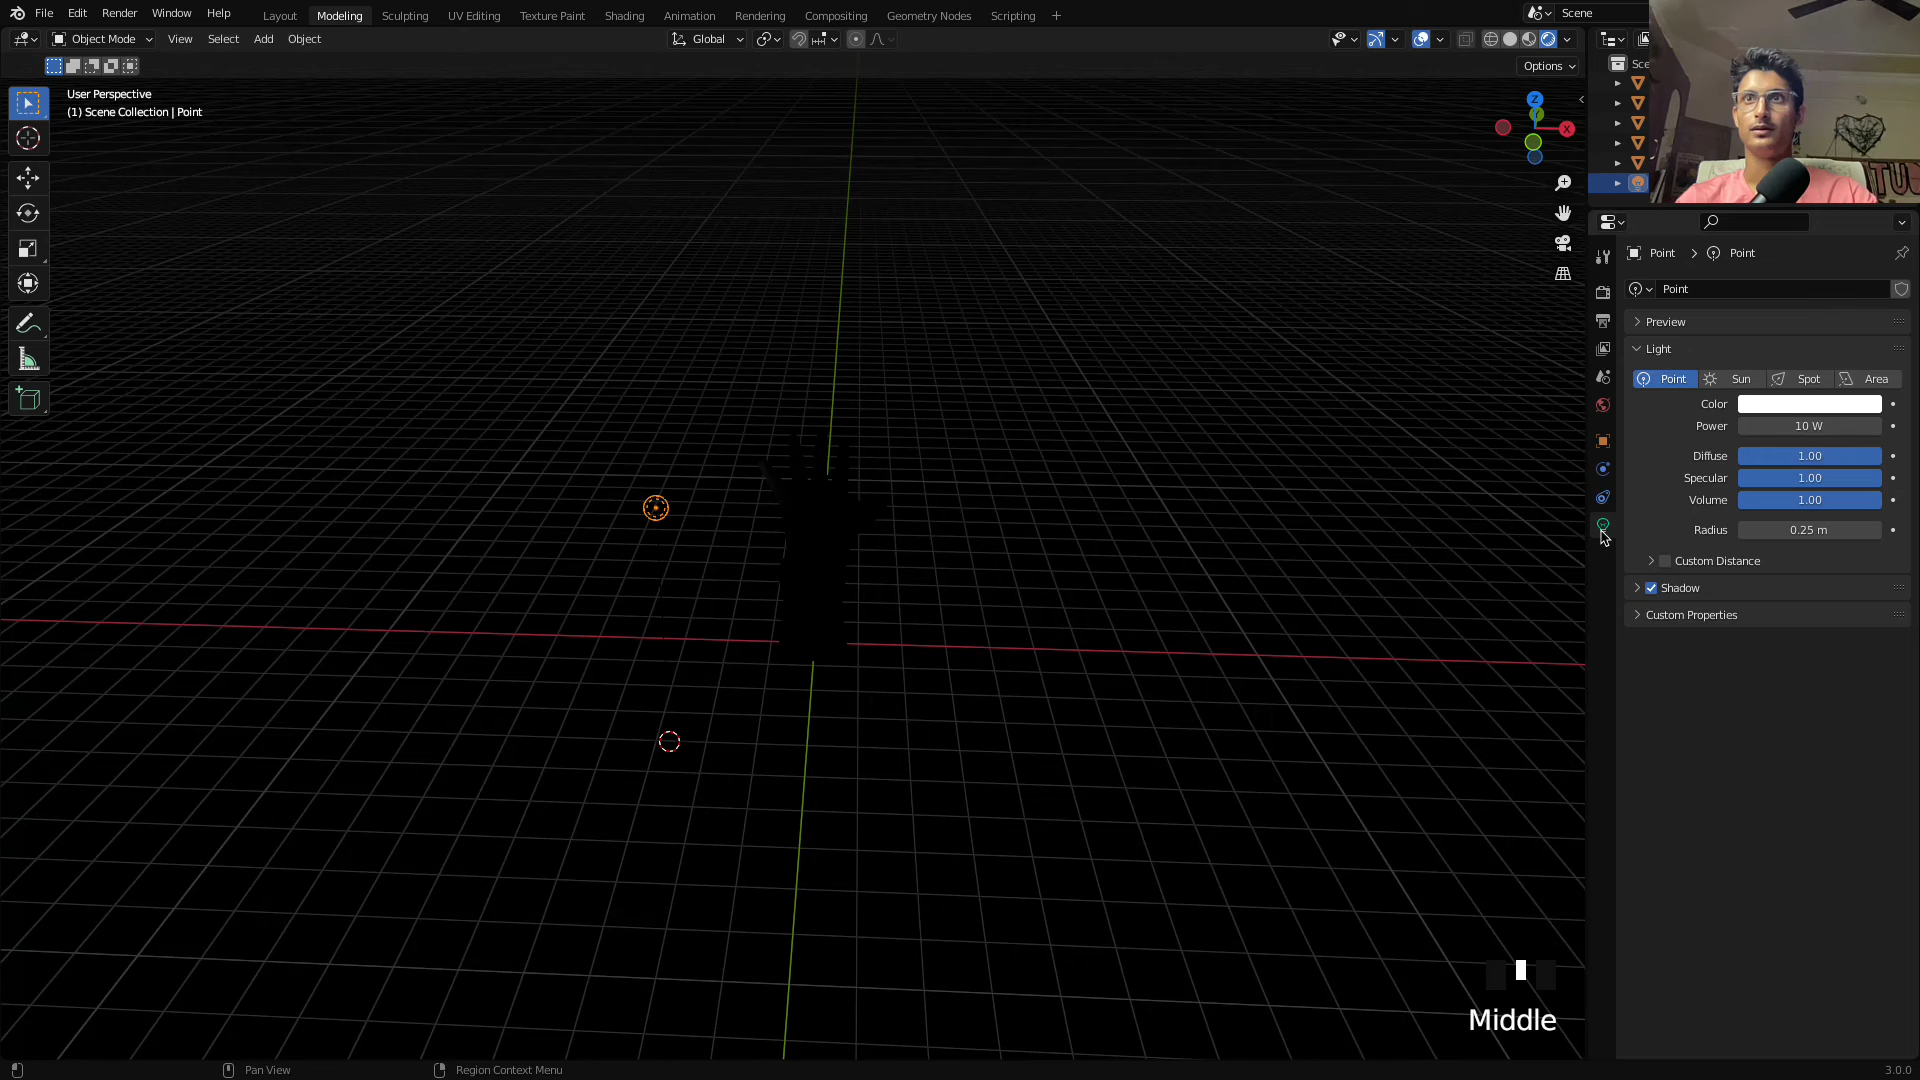 File Edit Render Window Help Layout Modeling Sculpting UV Editing Texture Paint Shading Animation Rendering Compositing Geometry Nodes Scripting + Scene
Object Mode View Select Add Object Global
Options
User Perspective
(1) Scene Collection | Point
Z
X
Sce
Point > Point
Point
Preview
Light
Point Sun Spot Area
Color
Power 10 W
Diffuse 1.00
Specular 1.00
Volume 1.00
Radius 0.25 m
Custom Distance
Shadow
Custom Properties
Middle
Pan View Region Context Menu 3.0.0